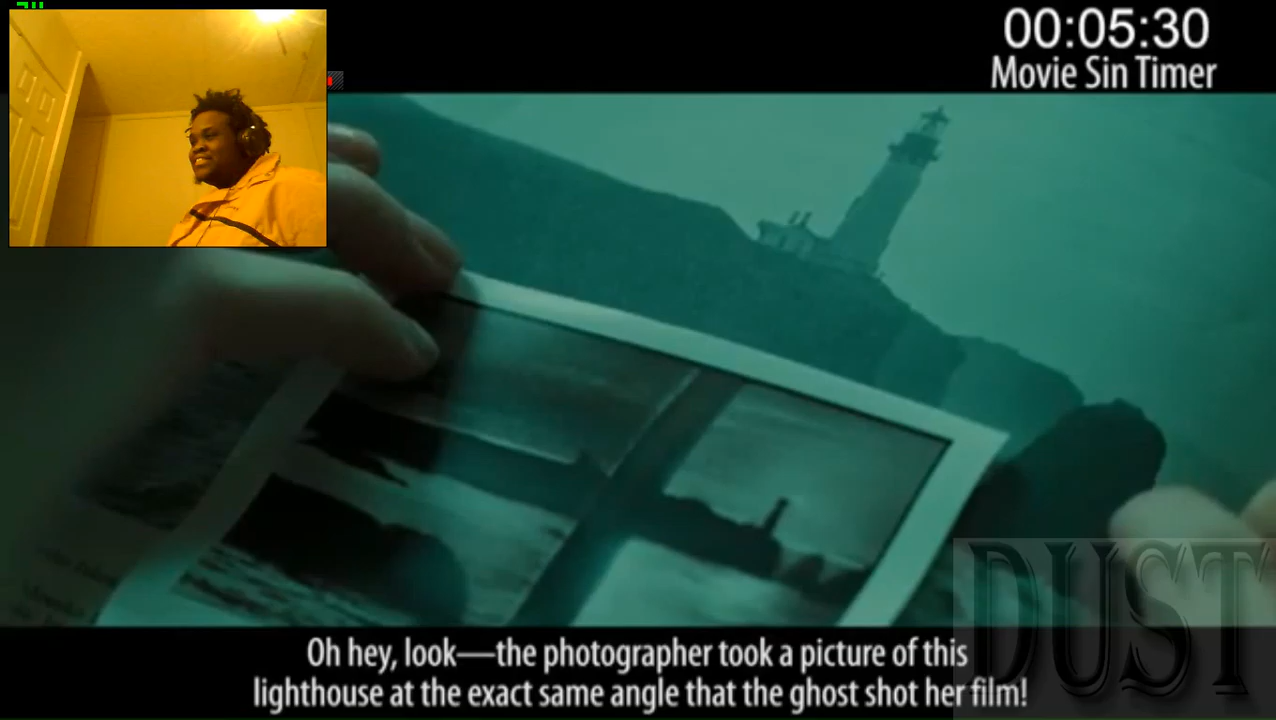 00:05:30
Movie Sin Timer
Oh hey, look—the photographer took a picture of this
lighthouse at the exact same angle that the ghost shot her film!
DUST